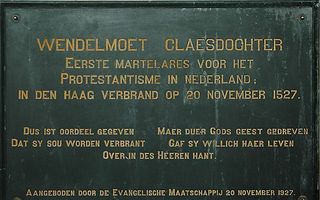 WENDELMOET CLAESDOCHTER
EERSTE MARTELARES VOOR HET
PROTESTANTISME IN NEDERLAND;
IN DEN HAAG VERBRAND OP 20 NOVEMBER 1527.
DUS IST OORDEEL GEGEVEN MAER DUER GODS GEEST GEDREVEN
DAT SY SOU WORDEN VERBRANT GAF SY WILLICH HAER LEVEN
OVER, IN DES HEEREN HANT.
AANGEBODEN DOOR DE EVANGELISCHE MAATSCHAPPIJ 20 NOVEMBER 1927.